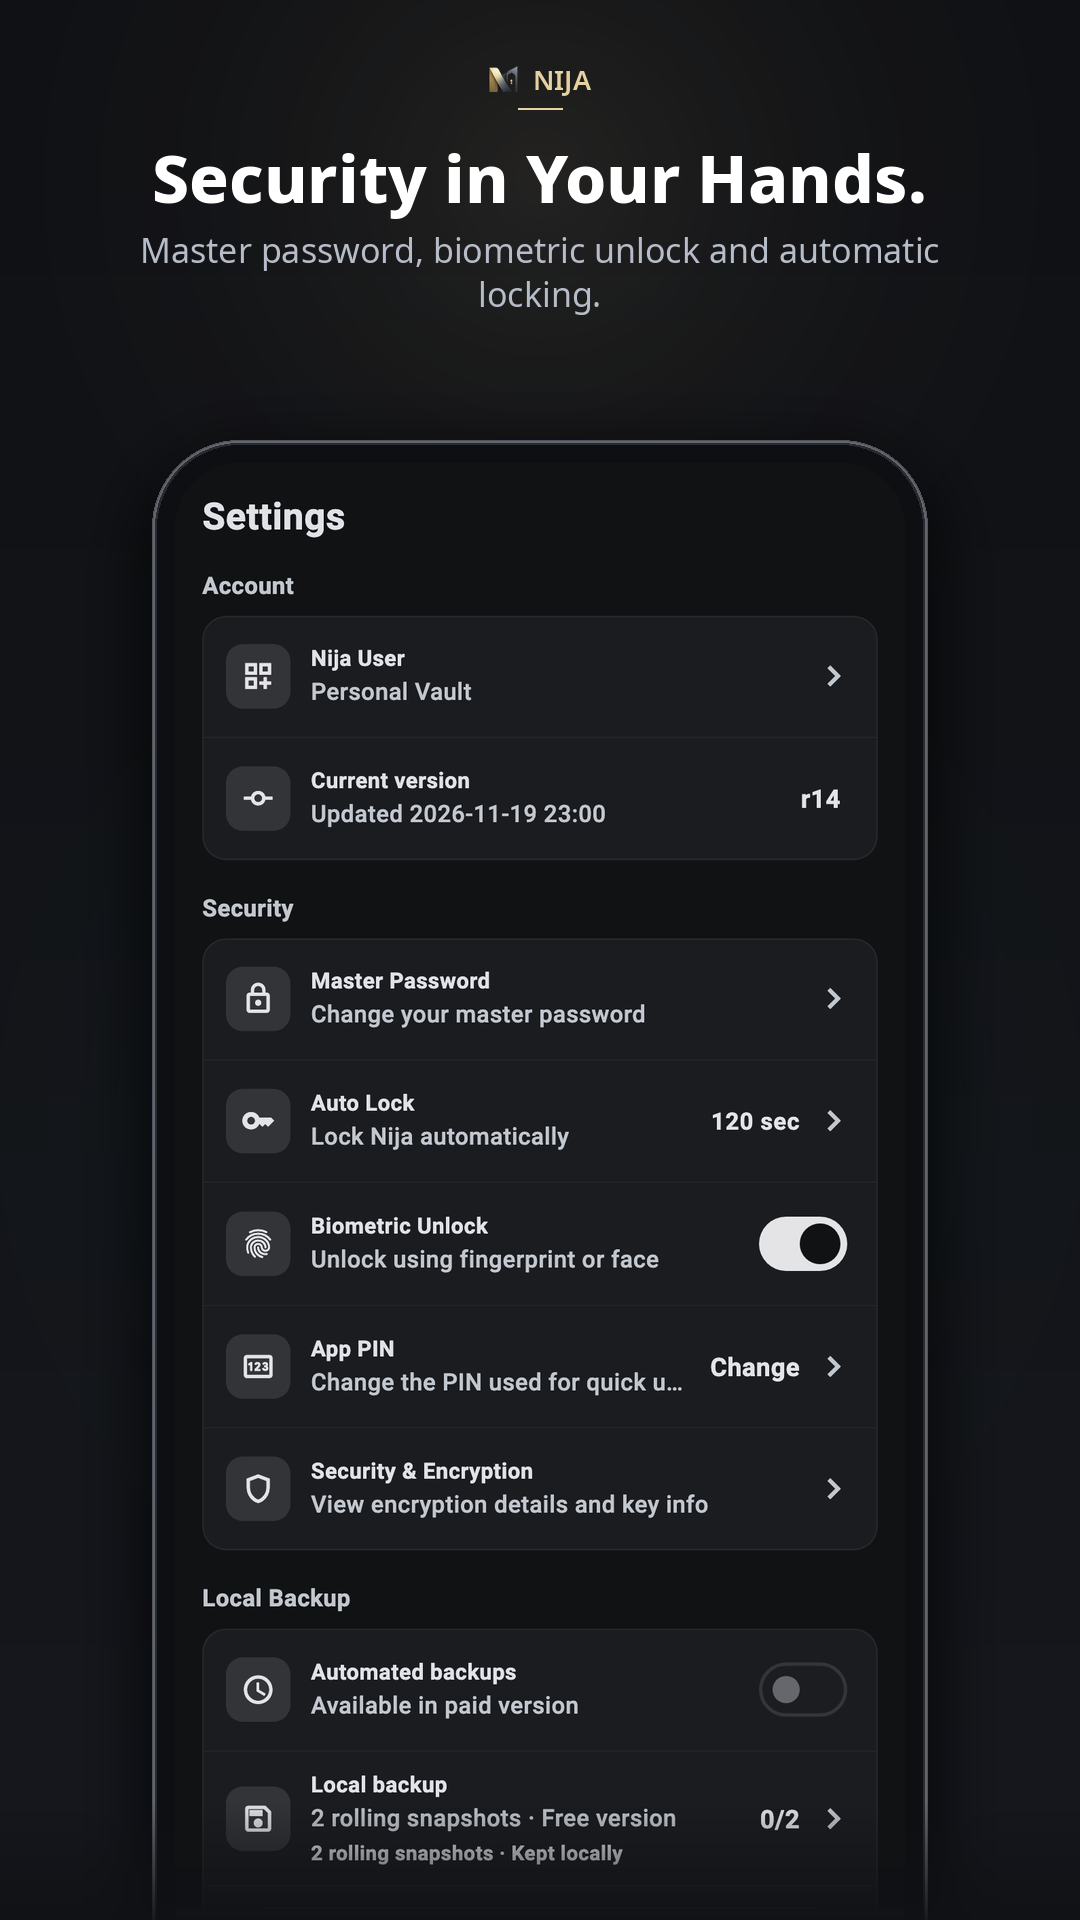 NIJA
Security in Your Hands.
Master password, biometric unlock and automatic
locking.
Settings
Account
Nija User
Personal Vault
Current version
Updated 2026-11-19 23:00
r14
Security
Master Password
Change your master password
Auto Lock
Lock Nija automatically
120 sec
Biometric Unlock
Unlock using fingerprint or face
123
App PIN
Change the PIN used for quick u...
Change
Security & Encryption
View encryption details and key info
Local Backup
Automated backups
Available in paid version
Local backup
2 rolling snapshots · Free version
2 rolling snapshots · Kept locally
0/2